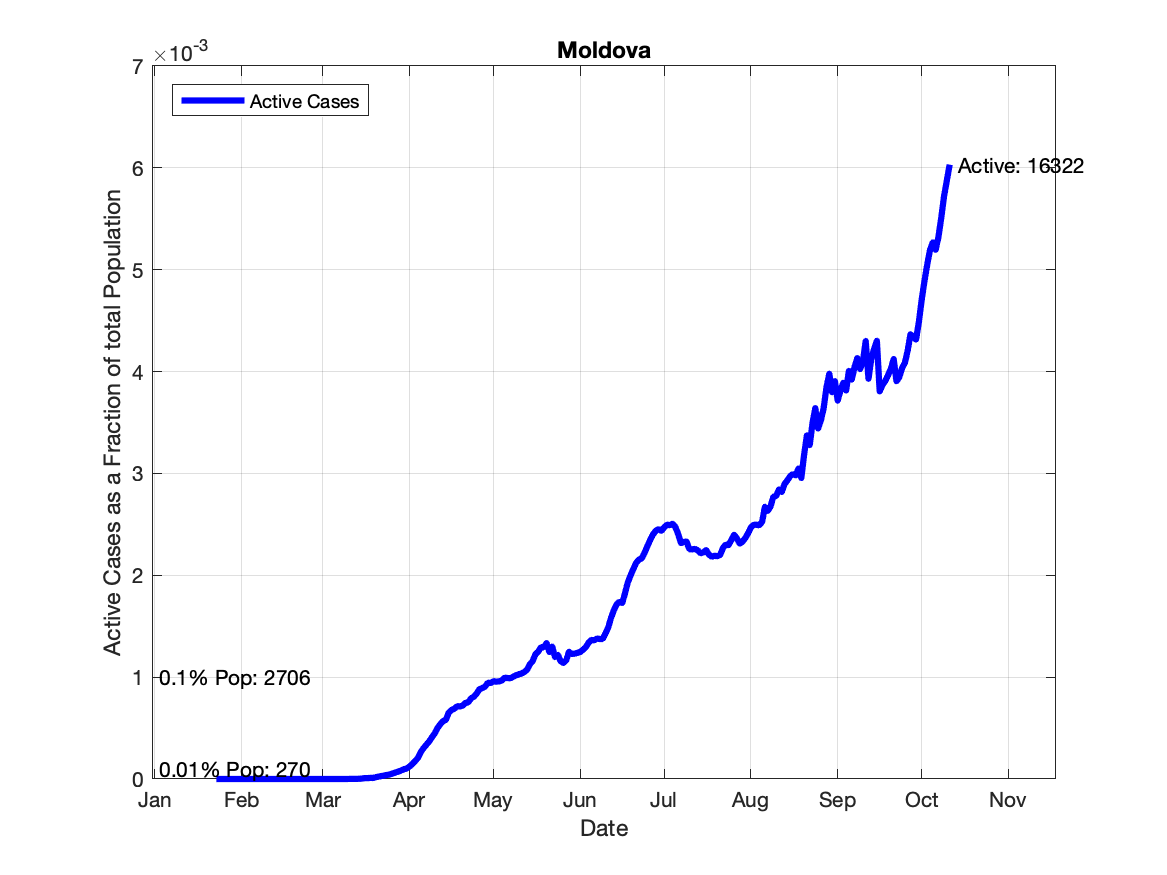 Moldova
×10-3
7
6
5
4
3
2
1
0
Active Cases
Active: 16322
0.1% Pop: 2706
0.01% Pop: 270
Active Cases as a Fraction of total Population
Jan Feb Mar Apr May Jun Jul Aug Sep Oct Nov
Date